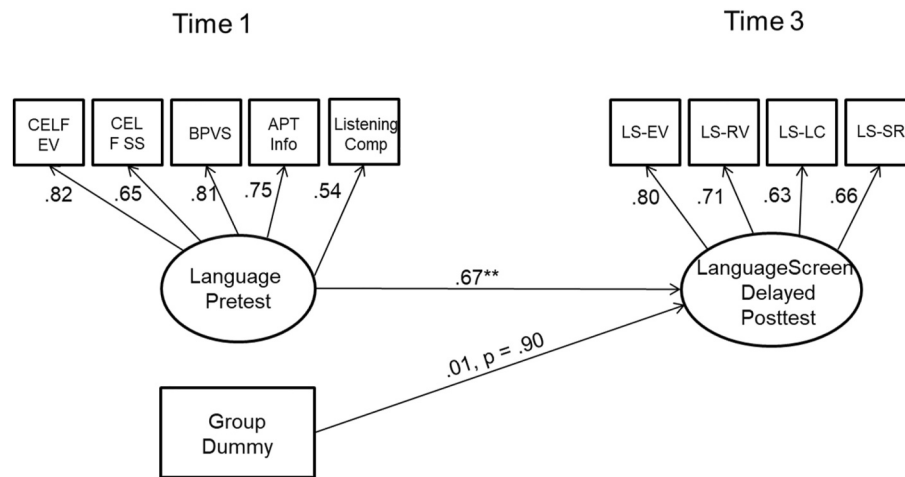 Time 1
Time 3
CELF
EV
CEL
F SS
BPVS
APT
Info
Listening
Comp
LS-EV
LS-RV
LS-LC
LS-SR
.82
.65
.81
.75
.54
.80
.71
.63
.66
Language
Pretest
.67**
LanguageScreen
Delayed
Posttest
.01, p = .90
Group
Dummy